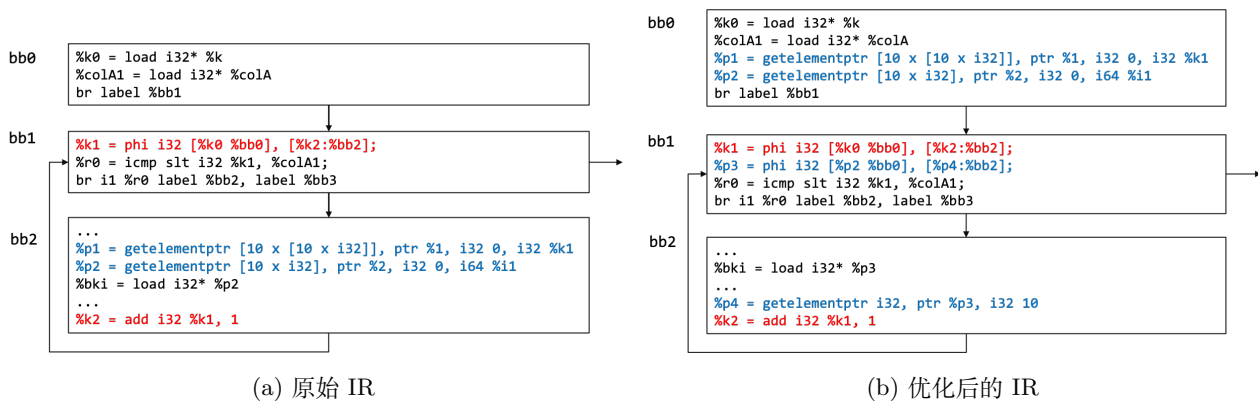 bb0
%k0 = load i32* %k
%colA1 = load i32* %colA
br label %bb1
bb1
%k1 = phi i32 [%k0 %bb0], [%k2:%bb2];
%r0 = icmp slt i32 %k1, %colA1;
br i1 %r0 label %bb2, label %bb3
bb2
...
%p1 = getelementptr [10 x [10 x i32]], ptr %1, i32 0, i32 %k1
%p2 = getelementptr [10 x i32], ptr %2, i32 0, i64 %i1
%bki = load i32* %p2
...
%k2 = add i32 %k1, 1
(a) 原始 IR
bb0
%k0 = load i32* %k
%colA1 = load i32* %colA
%p1 = getelementptr [10 x [10 x i32]], ptr %1, i32 0, i32 %k1
%p2 = getelementptr [10 x i32], ptr %2, i32 0, i64 %i1
br label %bb1
bb1
%k1 = phi i32 [%k0 %bb0], [%k2:%bb2];
%p3 = phi i32 [%p2 %bb0], [%p4:%bb2];
%r0 = icmp slt i32 %k1, %colA1;
br i1 %r0 label %bb2, label %bb3
bb2
...
%bki = load i32* %p3
...
%p4 = getelementptr i32, ptr %p3, i32 10
%k2 = add i32 %k1, 1
(b) 优化后的 IR